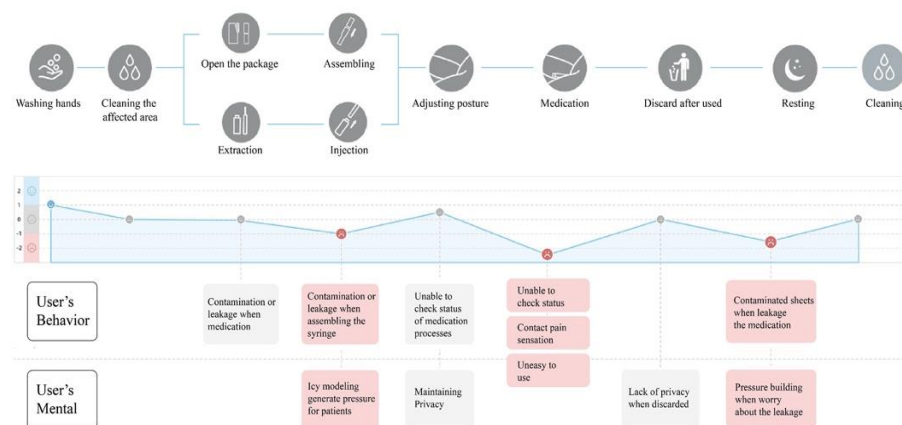 Open the package
Assembling
Washing hands
Cleaning the
affected area
Adjusting posture
Medication
Discard after used
Resting
Cleaning
Extraction
Injection
2
1
0
-1
-2
User's
Behavior
Contamination or
leakage when
medication
Contamination or
leakage when
assembling the
syringe
Unable to
check status
of medication
processes
Unable to
check status
Contact pain
sensation
Uneasy to
use
Contaminated sheets
when leakage
the medication
User's
Mental
Icy modeling
generate pressure
for patients
Maintaining
Privacy
Lack of privacy
when discarded
Pressure building
when worry
about the leakage